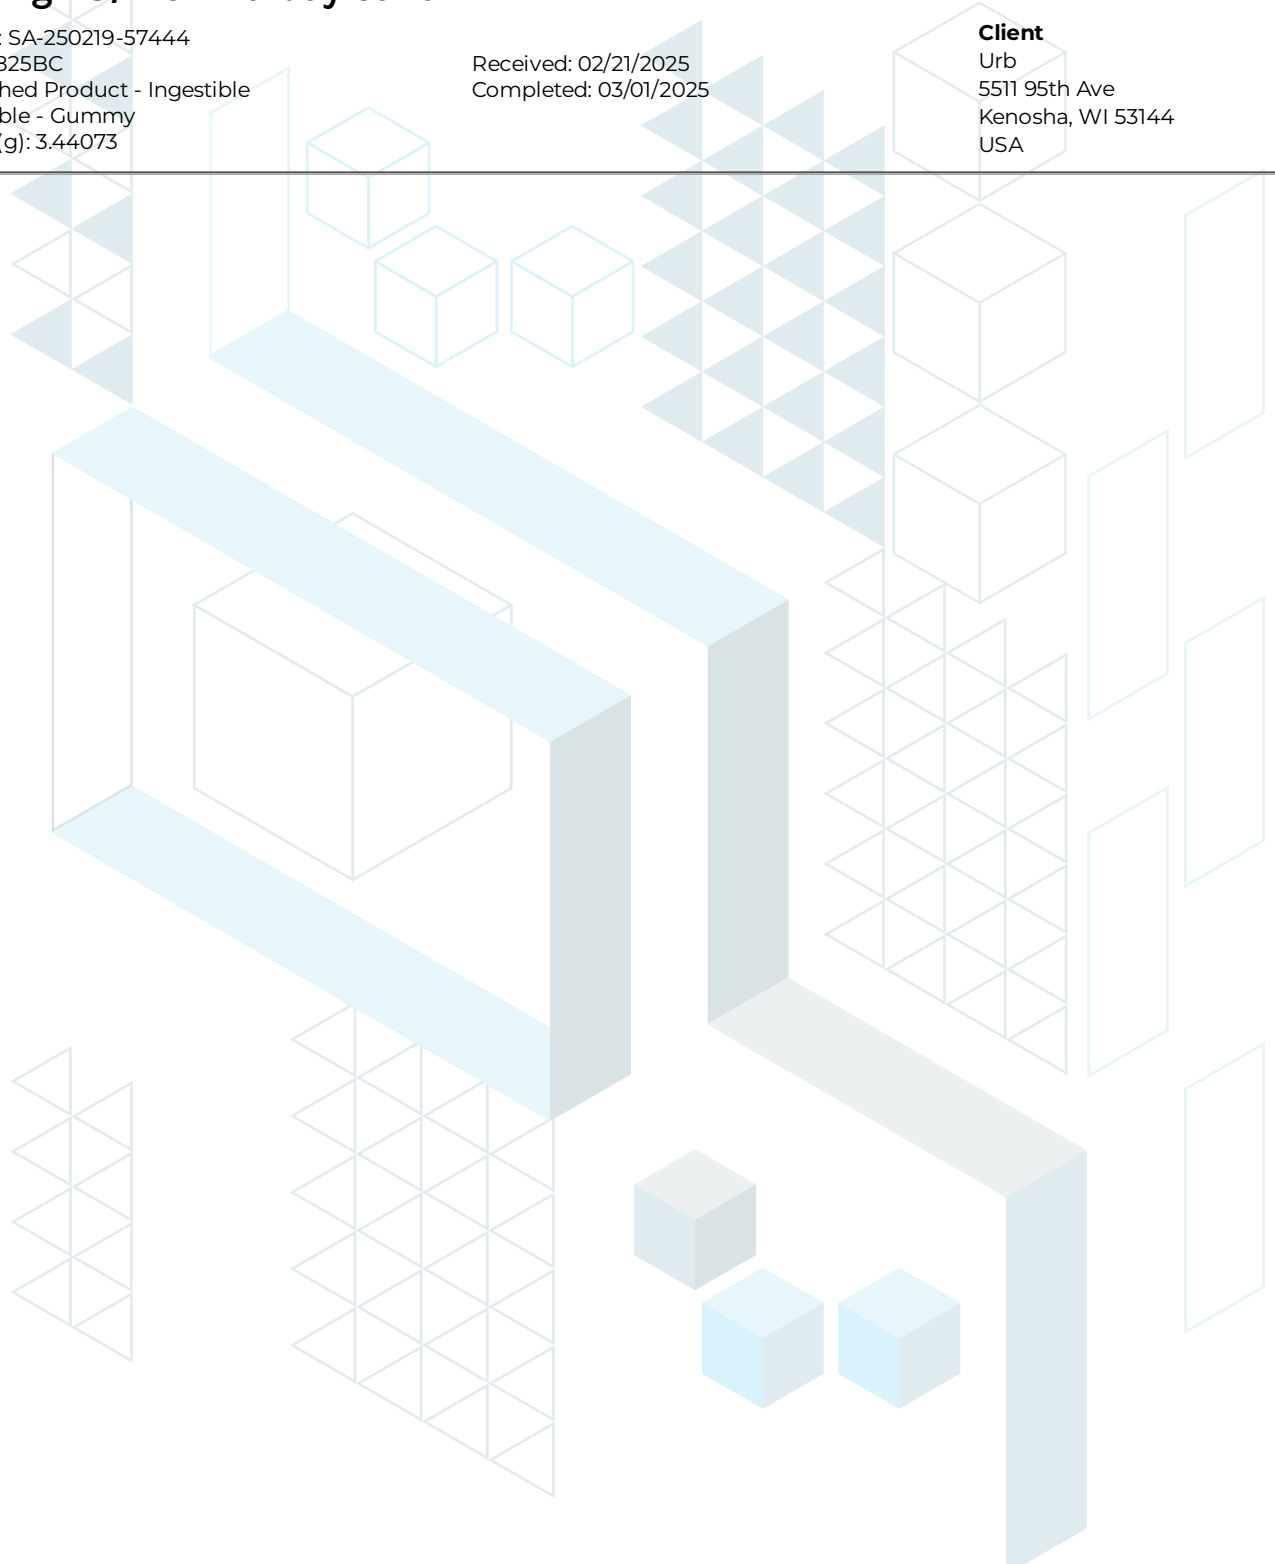 : SA-250219-57444
825BC
hed Product - Ingestible
ble - Gummy
(g): 3.44073
Received: 02/21/2025
Completed: 03/01/2025
Client
Urb
5511 95th Ave
Kenosha, WI 53144
USA